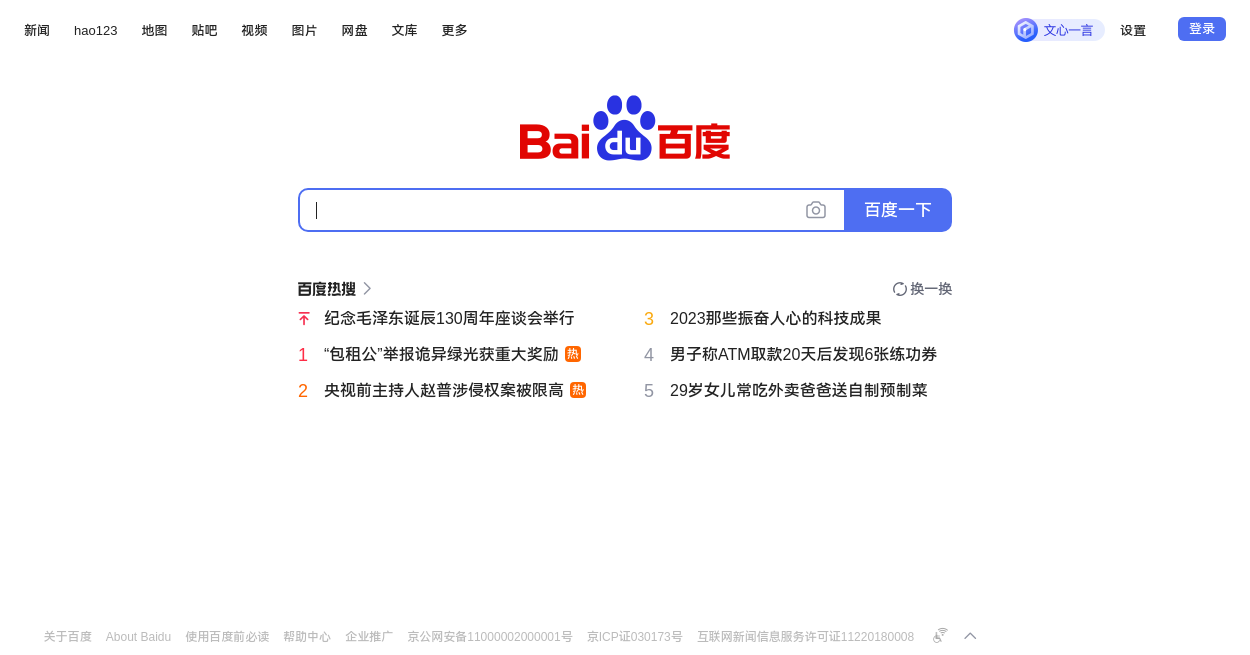 新闻 hao123 地图 贴吧 视频 图片 网盘 文库 更多 文心一言 设置 登录
Bai du 百度
百度一下
百度热搜 换一换
纪念毛泽东诞辰130周年座谈会举行
1 “包租公”举报诡异绿光获重大奖励 热
2 央视前主持人赵普涉侵权案被限高 热
3 2023那些振奋人心的科技成果
4 男子称ATM取款20天后发现6张练功券
5 29岁女儿常吃外卖爸爸送自制预制菜
关于百度 About Baidu 使用百度前必读 帮助中心 企业推广 京公网安备11000002000001号 京ICP证030173号 互联网新闻信息服务许可证11220180008